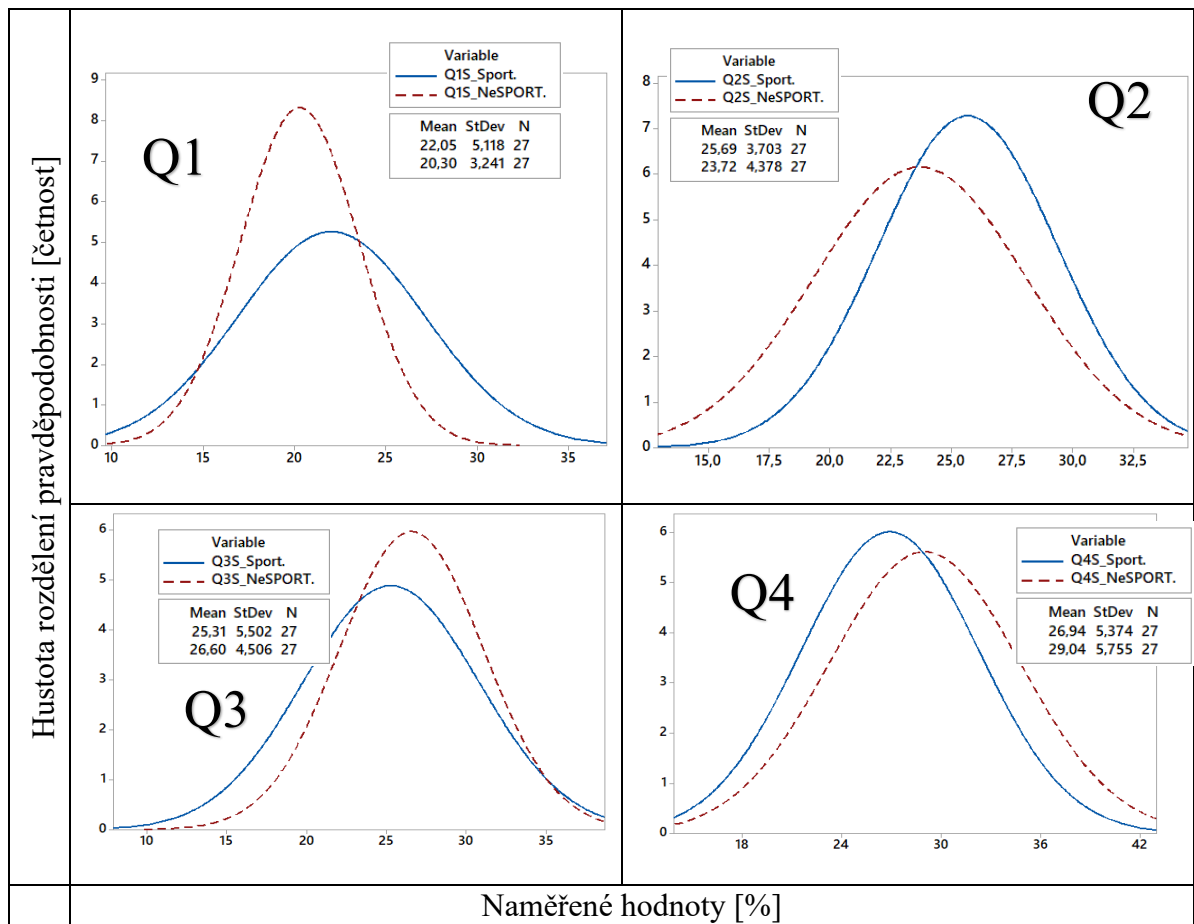 Hustota rozdělení pravděpodobnosti [četnost]
Q1
Variable
Q1S_Sport.
Q1S_NeSPORT.
Mean StDev N
22,05 5,118 27
20,30 3,241 27
9
8
7
6
5
4
3
2
1
0
10 15 20 25 30 35
Q2
Variable
Q2S_Sport.
Q2S_NeSPORT.
Mean StDev N
25,69 3,703 27
23,72 4,378 27
8
7
6
5
4
3
2
1
0
15,0 17,5 20,0 22,5 25,0 27,5 30,0 32,5
Q3
Variable
Q3S_Sport.
Q3S_NeSPORT.
Mean StDev N
25,31 5,502 27
26,60 4,506 27
6
5
4
3
2
1
0
10 15 20 25 30 35
Q4
Variable
Q4S_Sport.
Q4S_NeSPORT.
Mean StDev N
26,94 5,374 27
29,04 5,755 27
6
5
4
3
2
1
0
18 24 30 36 42
Naměřené hodnoty [%]